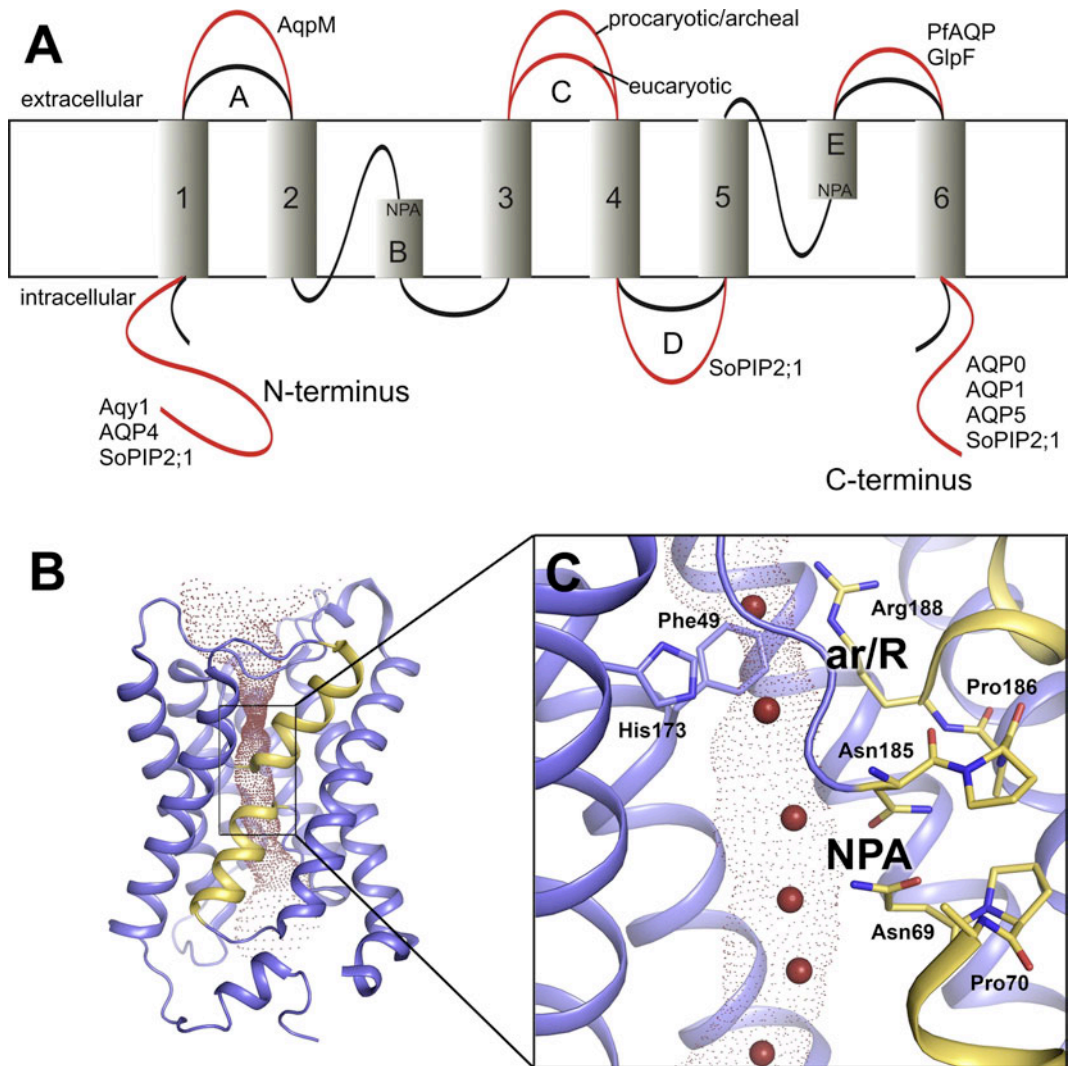 A
AqpM
procaryotic/archeal
PfAQP
GlpF
eucaryotic
extracellular
A
C
E
NPA
1
2
NPA
B
3
4
5
6
intracellular
D
SoPIP2;1
N-terminus
Aqy1
AQP4
SoPIP2;1
AQP0
AQP1
AQP5
SoPIP2;1
C-terminus
B
C
Phe49
Arg188
ar/R
Pro186
His173
Asn185
NPA
Asn69
Pro70